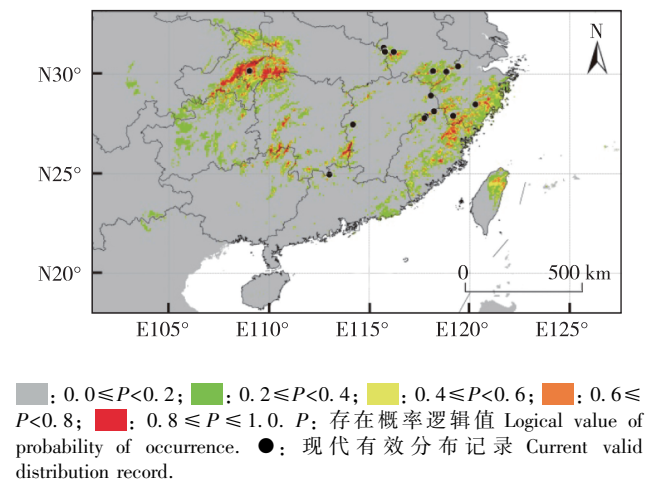 N
N30°
N25°
N20°
0 500 km
E105° E110° E115° E120° E125°
: 0.0≤P<0.2; : 0.2≤P<0.4; : 0.4≤P<0.6; : 0.6≤
P<0.8; : 0.8≤P≤1.0. P: 存在概率逻辑值 Logical value of
probability of occurrence. ●: 现代有效分布记录 Current valid
distribution record.